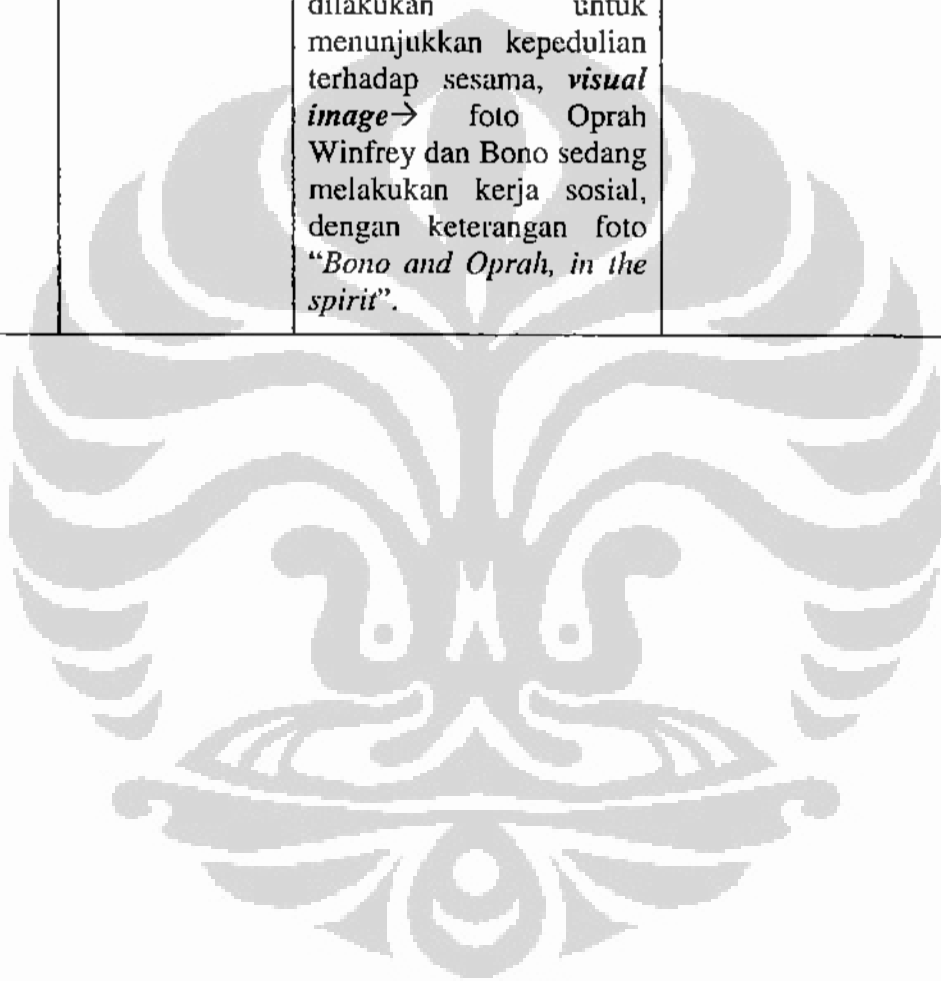 dilakukan untuk
menunjukkan kepedulian
terhadap sesama, visual
image→ foto Oprah
Winfrey dan Bono sedang
melakukan kerja sosial,
dengan keterangan foto
“Bono and Oprah, in the
spirit”.